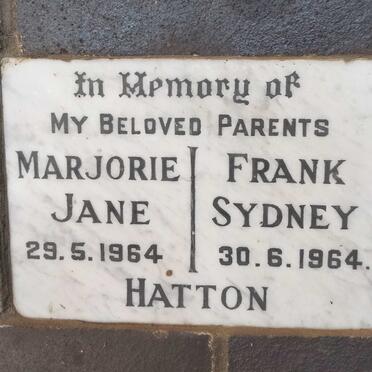 In Memory of
MY BELOVED PARENTS
MARJORIE JANE
29.5.1964
FRANK SYDNEY
30.6.1964.
HATTON